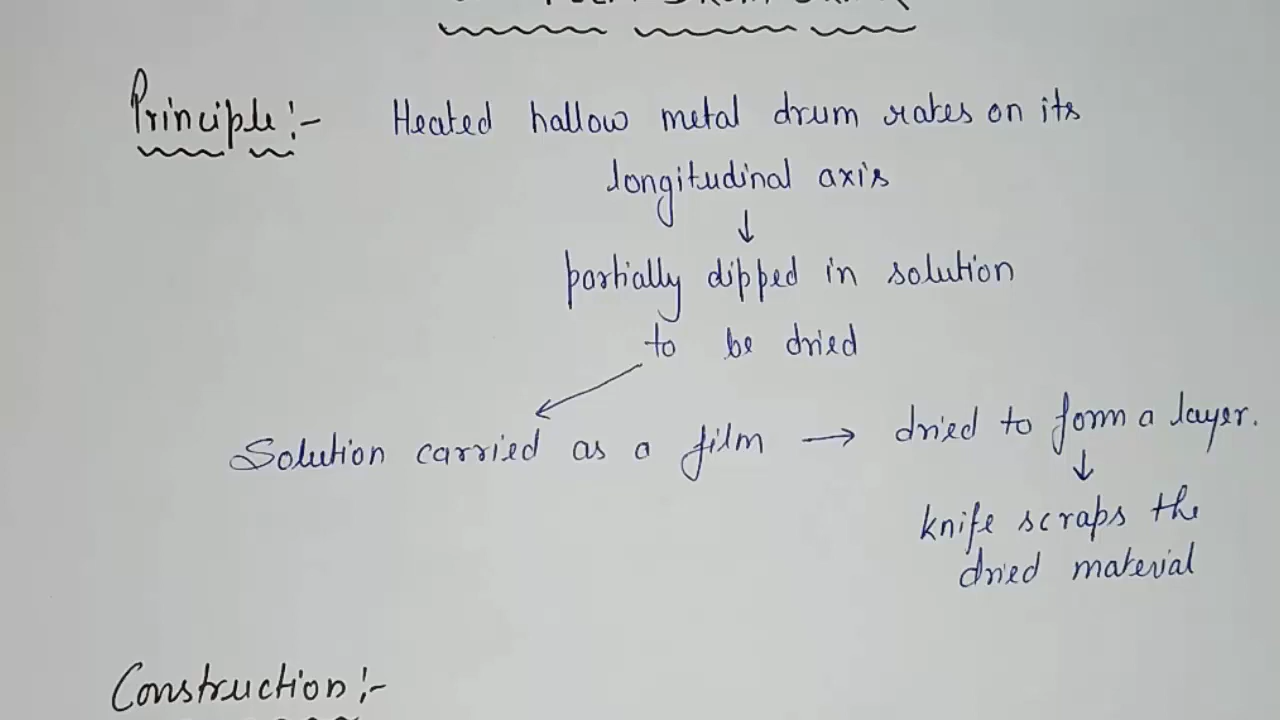 Principle:- Heated hallow metal drum rates on its
longitudinal axis
↓
partially dipped in solution
to be dried
Solution carried as a film → dried to form a layer.
↓
knife scraps the
dried material
Construction:-